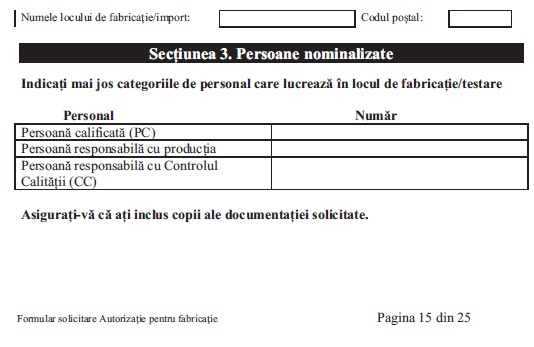 Numele locului de fabricație/import: Codul poștal:
Secțiunea 3. Persoane nominalizate
Indicați mai jos categoriile de personal care lucrează în locul de fabricație/testare
Personal Număr
Persoană calificată (PC)
Persoană responsabilă cu producția
Persoană responsabilă cu Controlul
Calității (CC)
Asigurați-vă că ați inclus copii ale documentației solicitate.
Formular solicitare Autorizație pentru fabricație Pagina 15 din 25